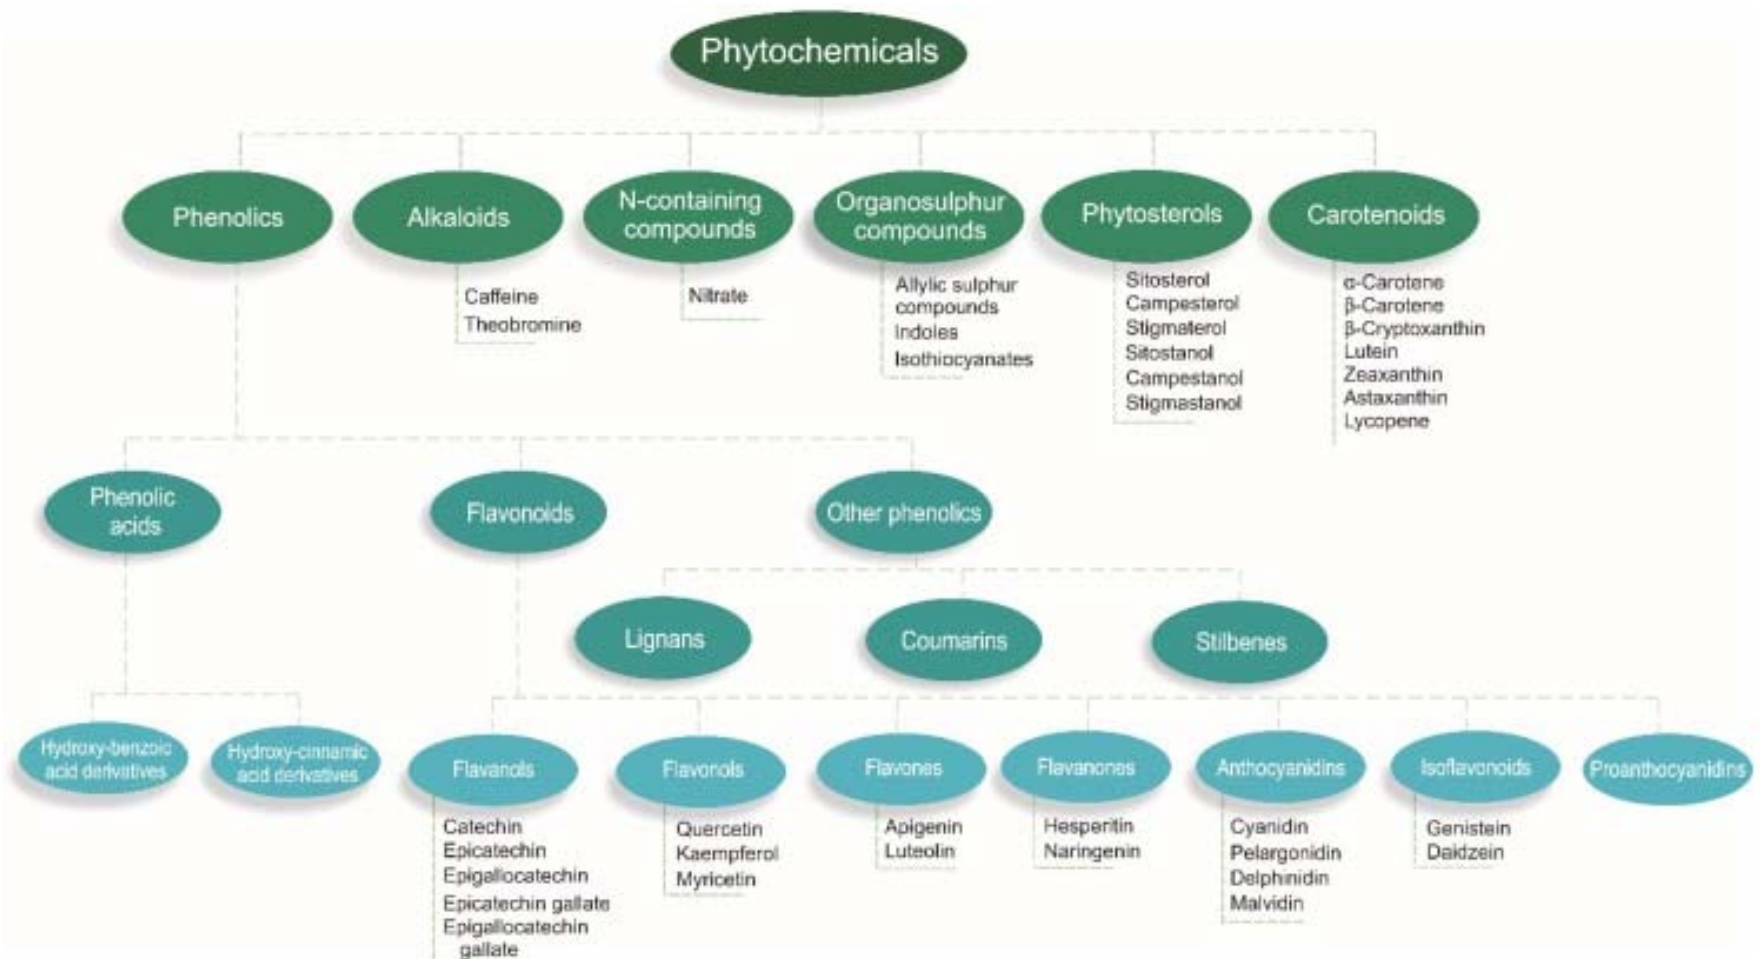 Phytochemicals
Phenolics
Alkaloids
N-containing
compounds
Organosulphur
compounds
Phytosterols
Carotenoids
Caffeine
Theobromine
Nitrate
Allylic sulphur
compounds
Indoles
Isothiocyanates
Sitosterol
Campesterol
Stigmaterol
Sitostanol
Campestanol
Stigmastanol
α-Carotene
β-Carotene
β-Cryptoxanthin
Lutein
Zeaxanthin
Astaxanthin
Lycopene
Phenolic
acids
Flavonoids
Other phenolics
Lignans
Coumarins
Stilbenes
Hydroxy-benzoic
acid derivatives
Hydroxy-cinnamic
acid derivatives
Flavanols
Flavonols
Flavones
Flavanones
Anthocyanidins
Isoflavonoids
Proanthocyanidins
Catechin
Epicatechin
Epigallocatechin
Epicatechin gallate
Epigallocatechin
gallate
Quercetin
Kaempferol
Myricetin
Apigenin
Luteolin
Hesperitin
Naringenin
Cyanidin
Pelargonidin
Delphinidin
Malvidin
Genistein
Daidzein